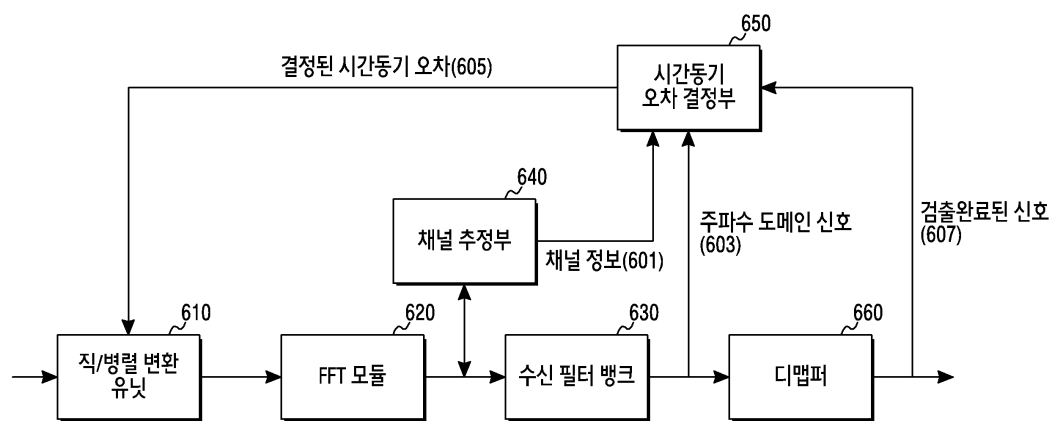 650
시간동기
오차 결정부
결정된 시간동기 오차(605)
640
채널 추정부
채널 정보(601)
주파수 도메인 신호
(603)
검출완료된 신호
(607)
610
직/병렬 변환
유닛
620
FFT 모듈
630
수신 필터 뱅크
660
디맵퍼